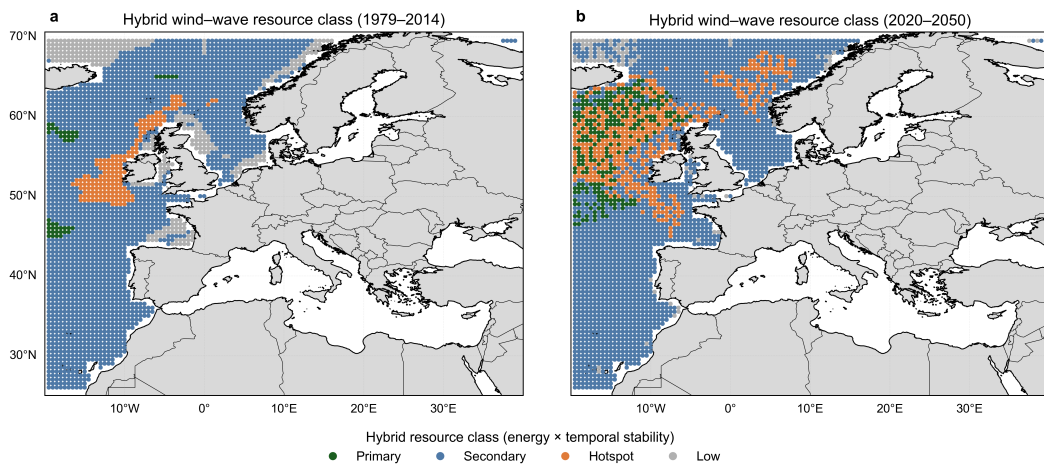 a Hybrid wind–wave resource class (1979–2014)
b Hybrid wind–wave resource class (2020–2050)
70°N
60°N
50°N
40°N
30°N
10°W 0° 10°E 20°E 30°E
10°W 0° 10°E 20°E 30°E
Hybrid resource class (energy × temporal stability)
Primary Secondary Hotspot Low